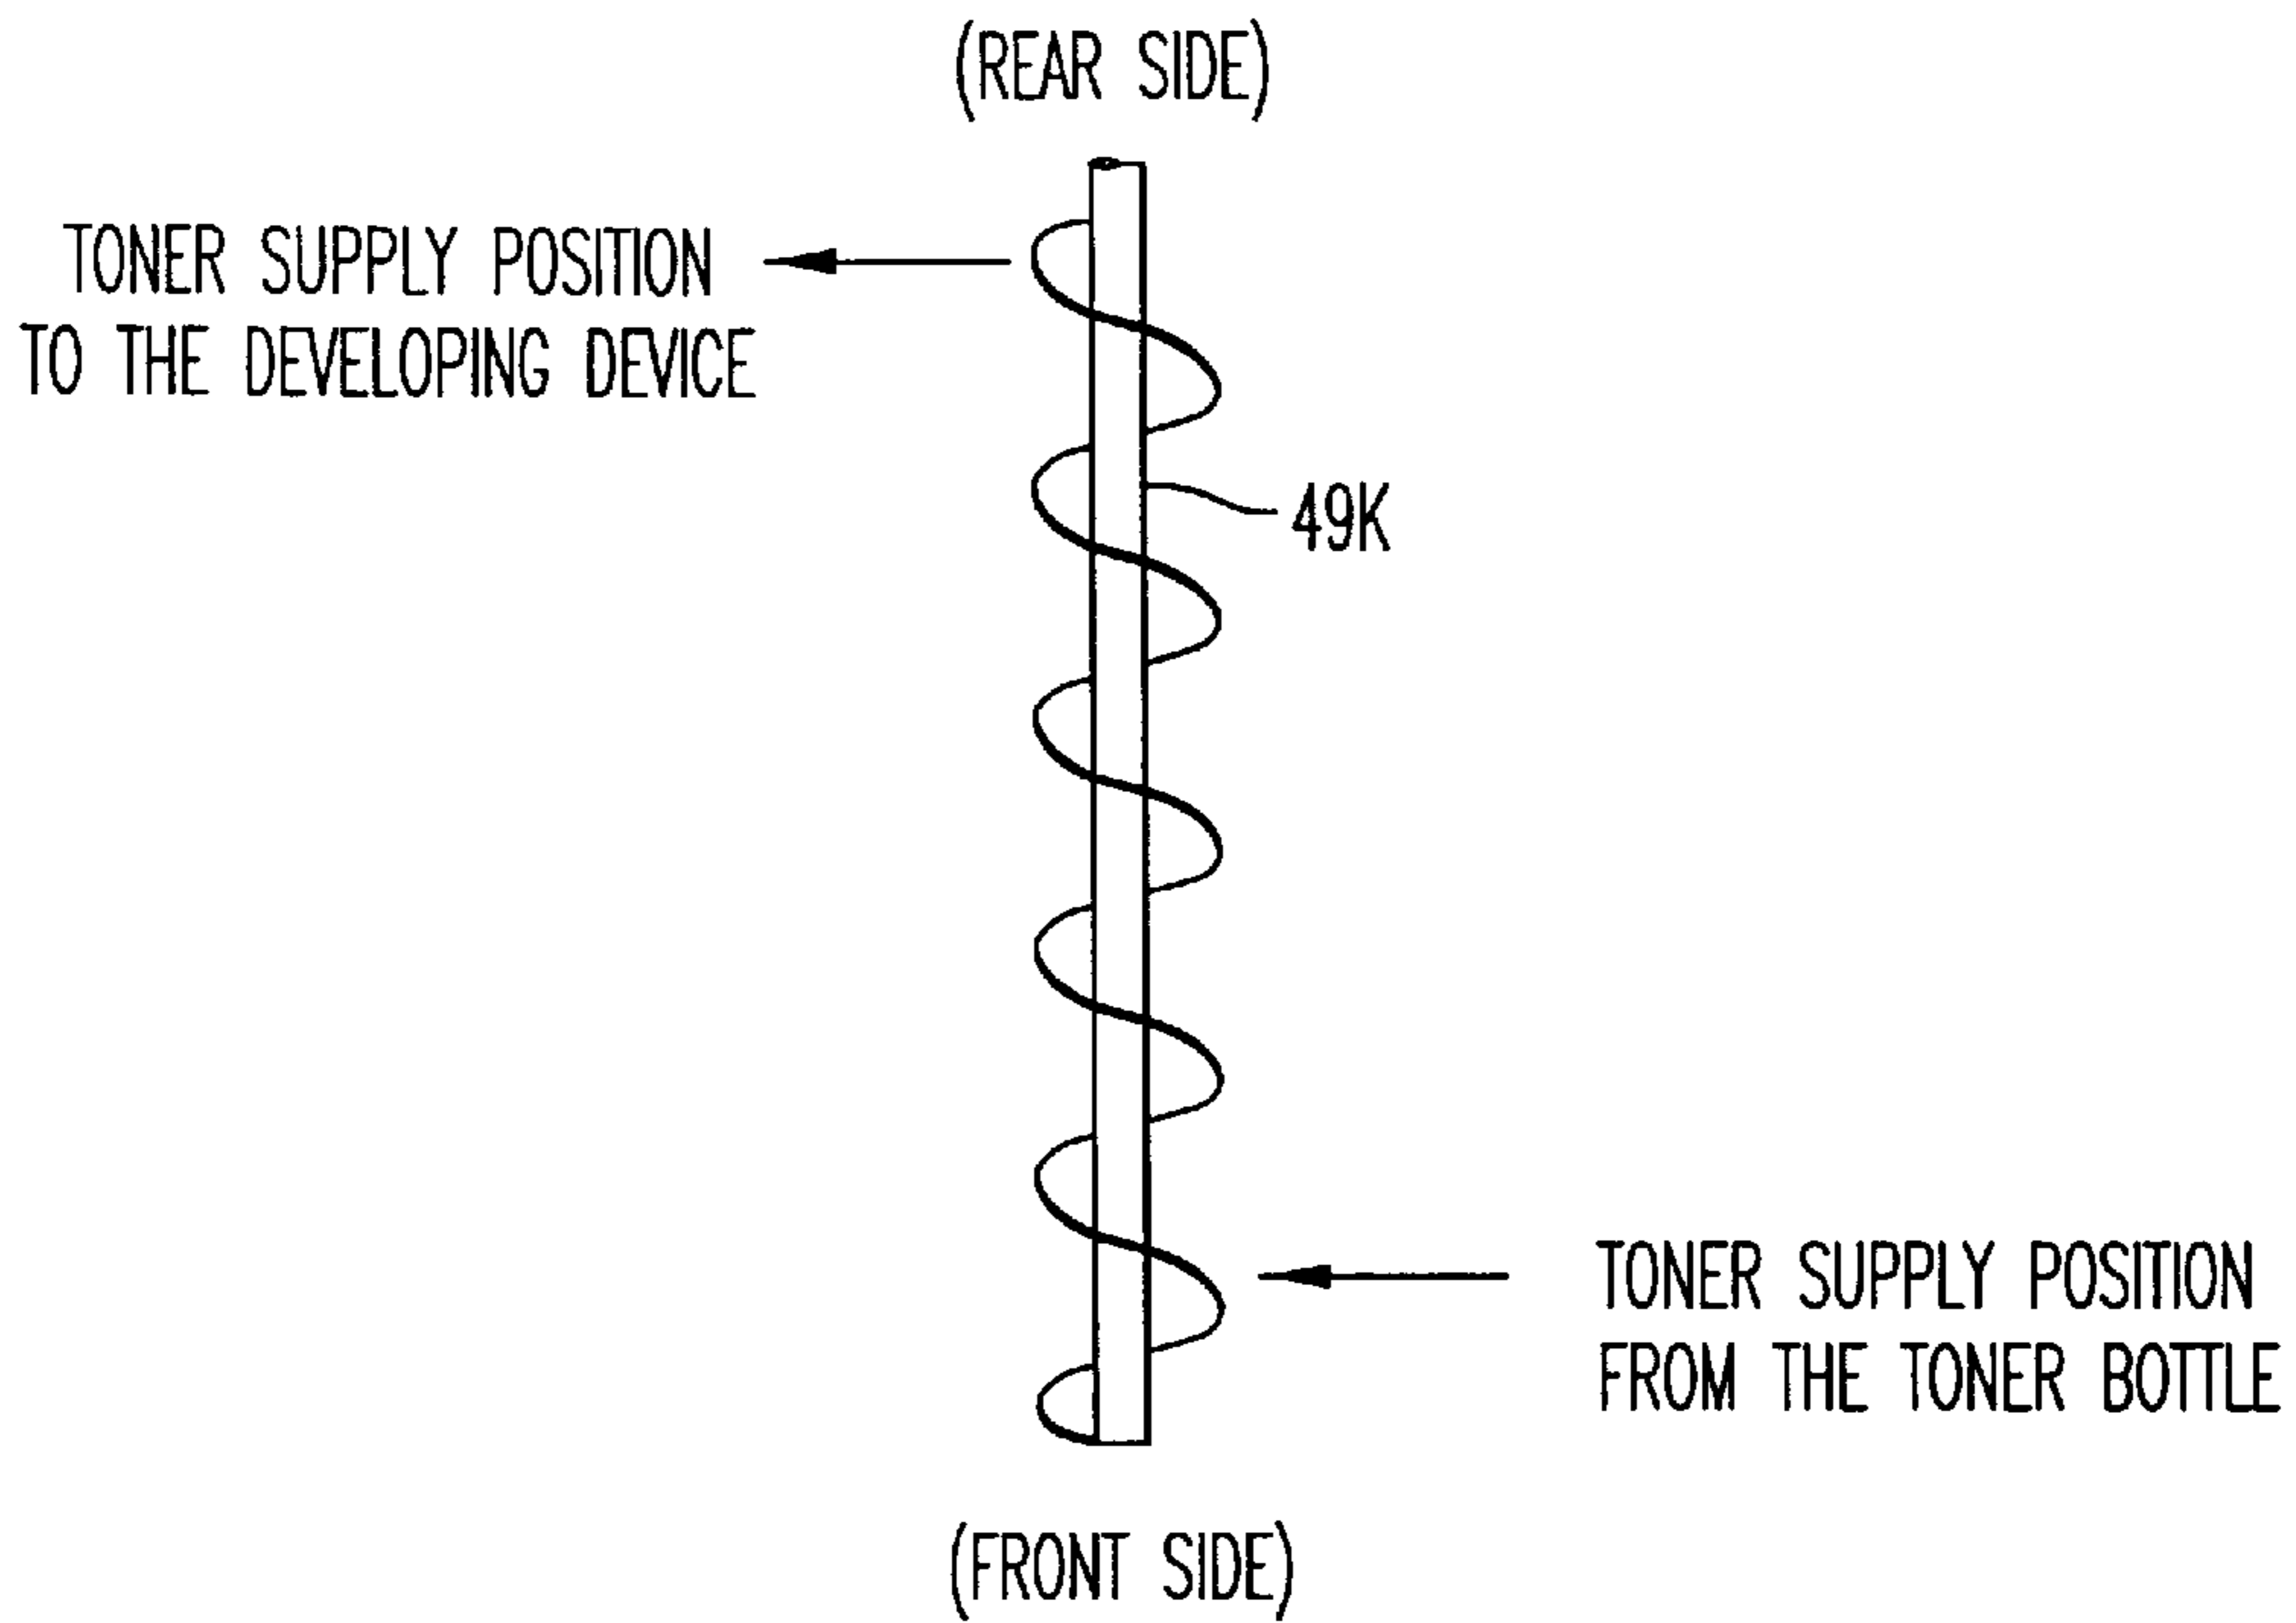 (REAR SIDE)
TONER SUPPLY POSITION
TO THE DEVELOPING DEVICE
49K
TONER SUPPLY POSITION
FROM THE TONER BOTTLE
(FRONT SIDE)